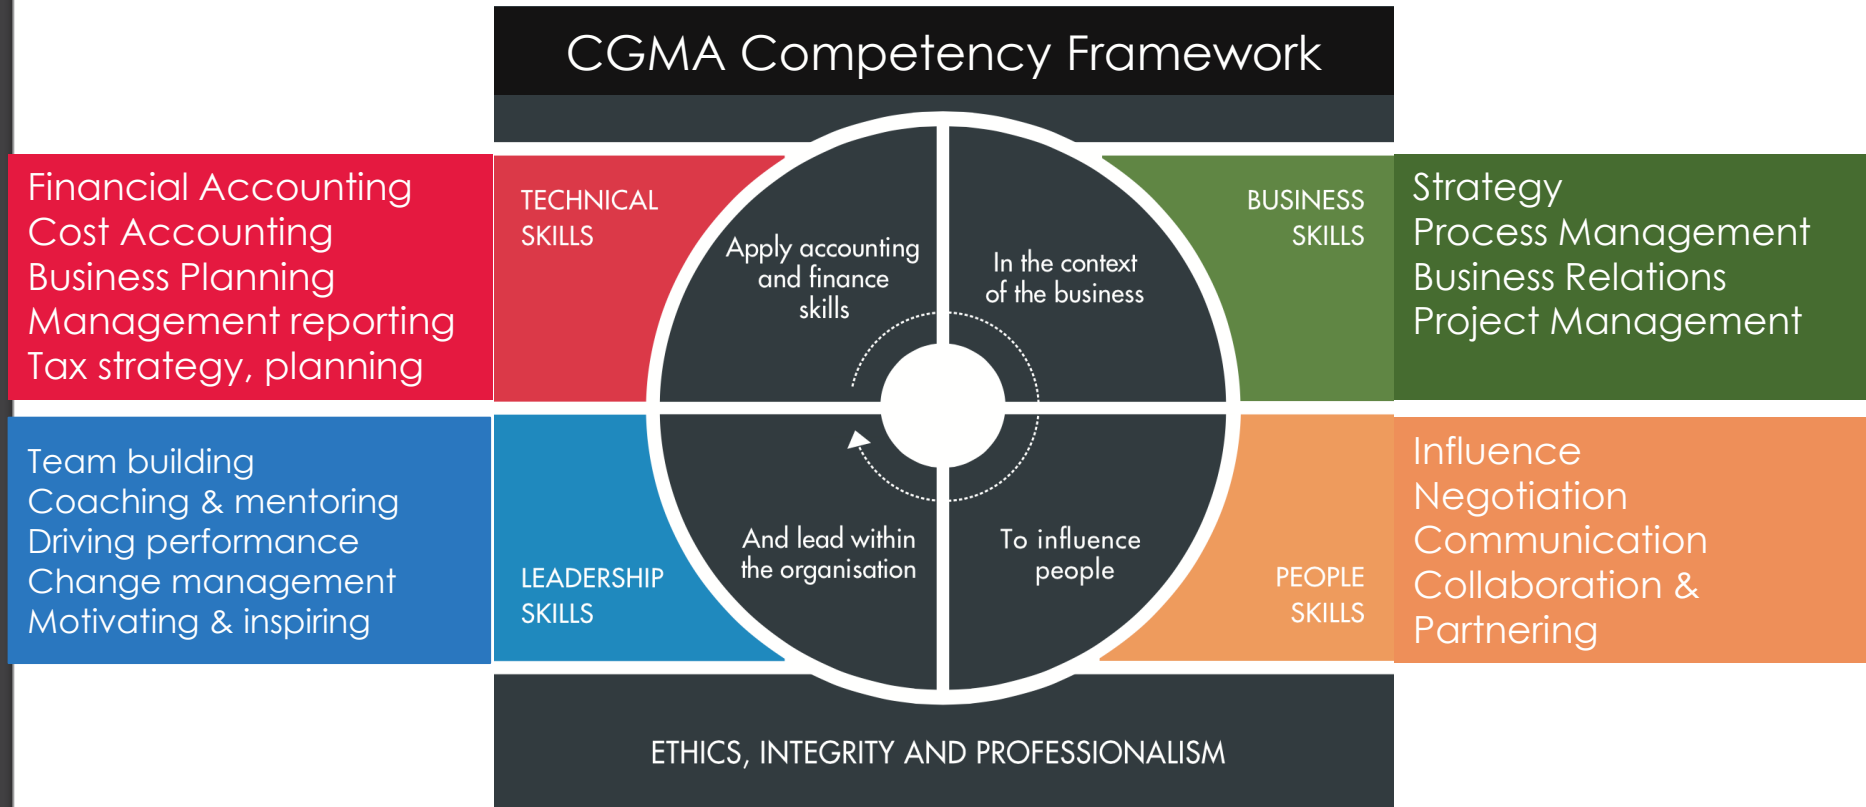 CGMA Competency Framework
Financial Accounting
Cost Accounting
Business Planning
Management reporting
Tax strategy, planning
TECHNICAL
SKILLS
Apply accounting
and finance
skills
In the context
of the business
BUSINESS
SKILLS
Strategy
Process Management
Business Relations
Project Management
Team building
Coaching & mentoring
Driving performance
Change management
Motivating & inspiring
LEADERSHIP
SKILLS
And lead within
the organisation
To influence
people
PEOPLE
SKILLS
Influence
Negotiation
Communication
Collaboration &
Partnering
ETHICS, INTEGRITY AND PROFESSIONALISM